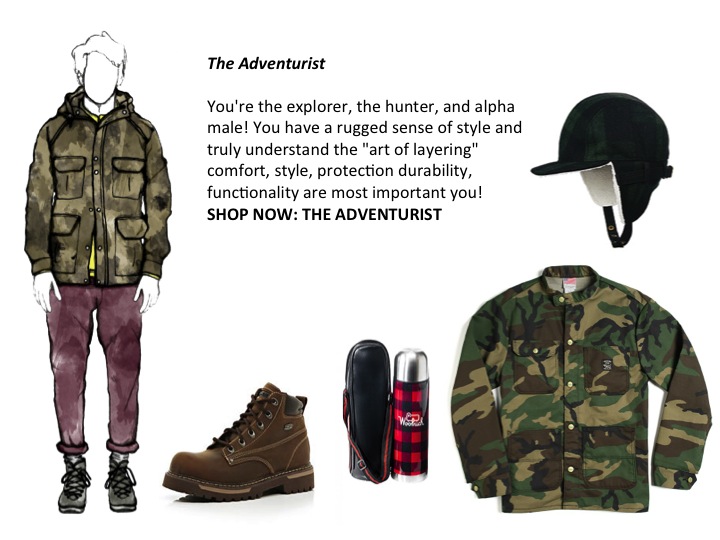 The Adventurist
You're the explorer, the hunter, and alpha
male! You have a rugged sense of style and
truly understand the "art of layering"
comfort, style, protection durability,
functionality are most important you!
SHOP NOW: THE ADVENTURIST
Woolrich